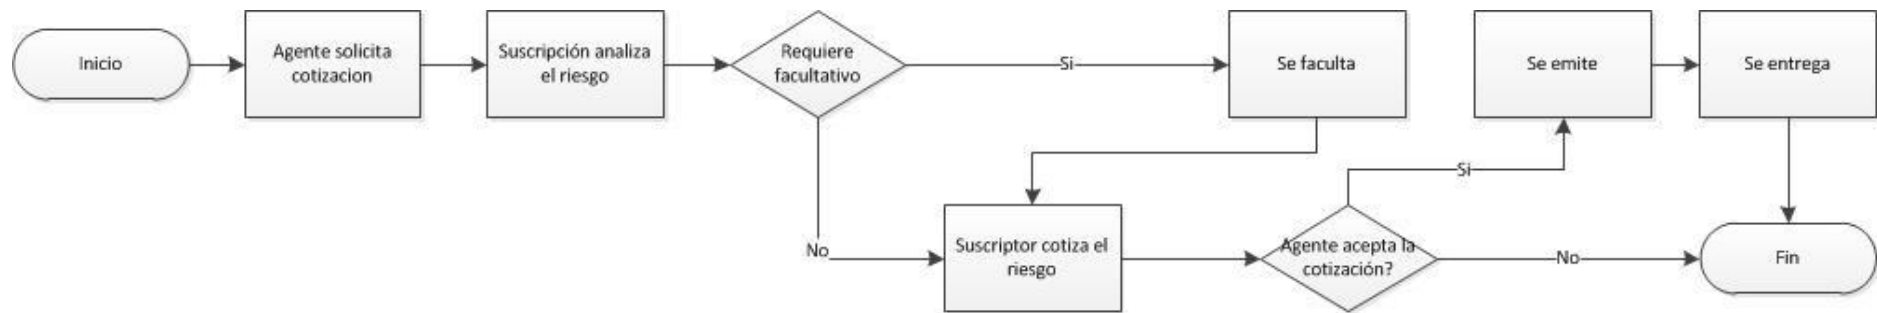 Inicio
Agente solicita
cotizacion
Suscripción analiza
el riesgo
Requiere
facultativo
Si
Se faculta
Se emite
Se entrega
Si
No
Suscriptor cotiza el
riesgo
Agente acepta la
cotización?
No
Fin